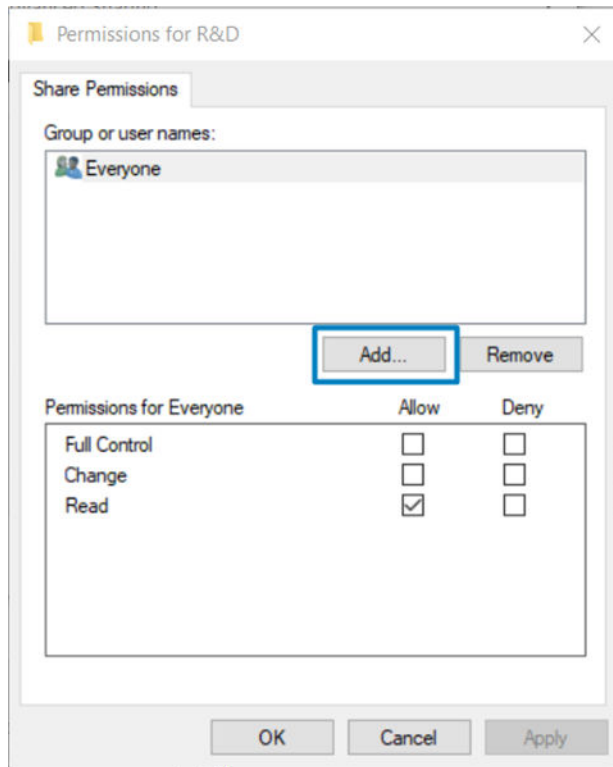 Permissions for R&D
Share Permissions
Group or user names:
Everyone
Add... Remove
Permissions for Everyone Allow Deny
Full Control
Change
Read
OK Cancel Apply